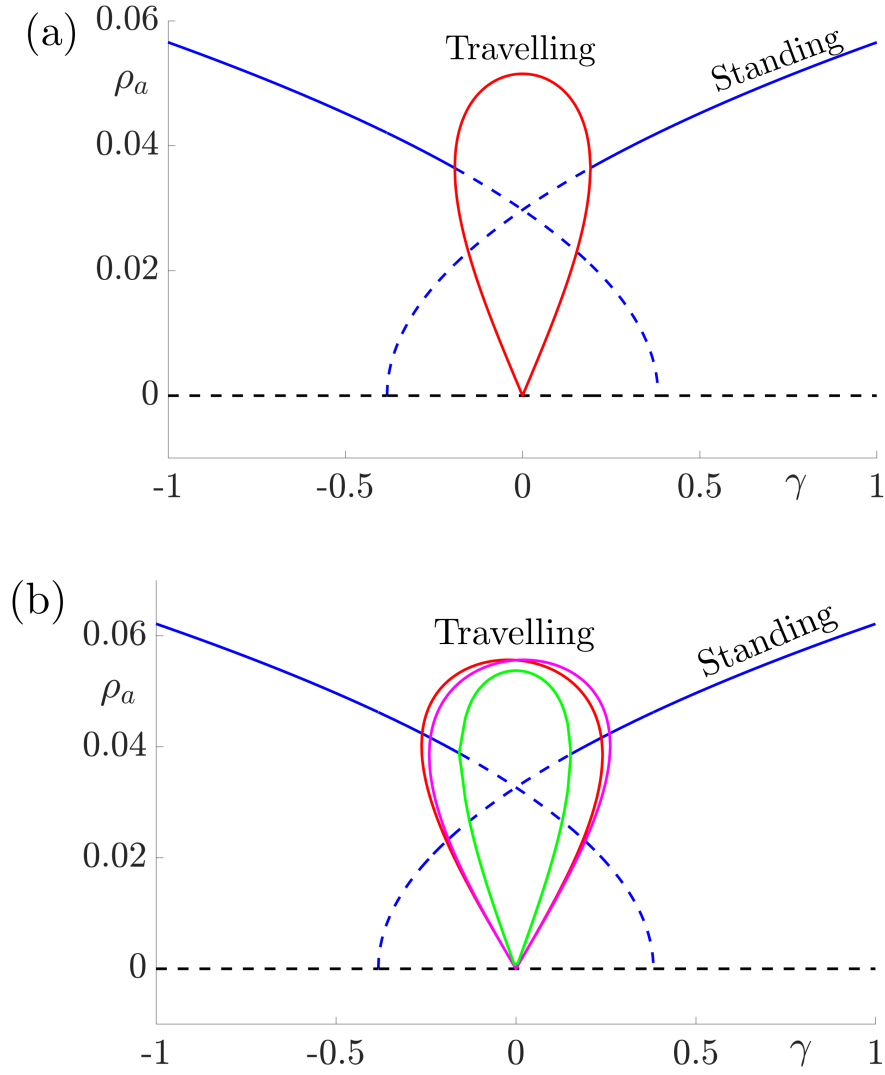 (a)
0.06
Travelling
Standing
ρₐ
0.04
0.02
0
-1 -0.5 0 0.5 γ 1
(b)
0.06
Travelling
Standing
ρₐ
0.04
0.02
0
-1 -0.5 0 0.5 γ 1